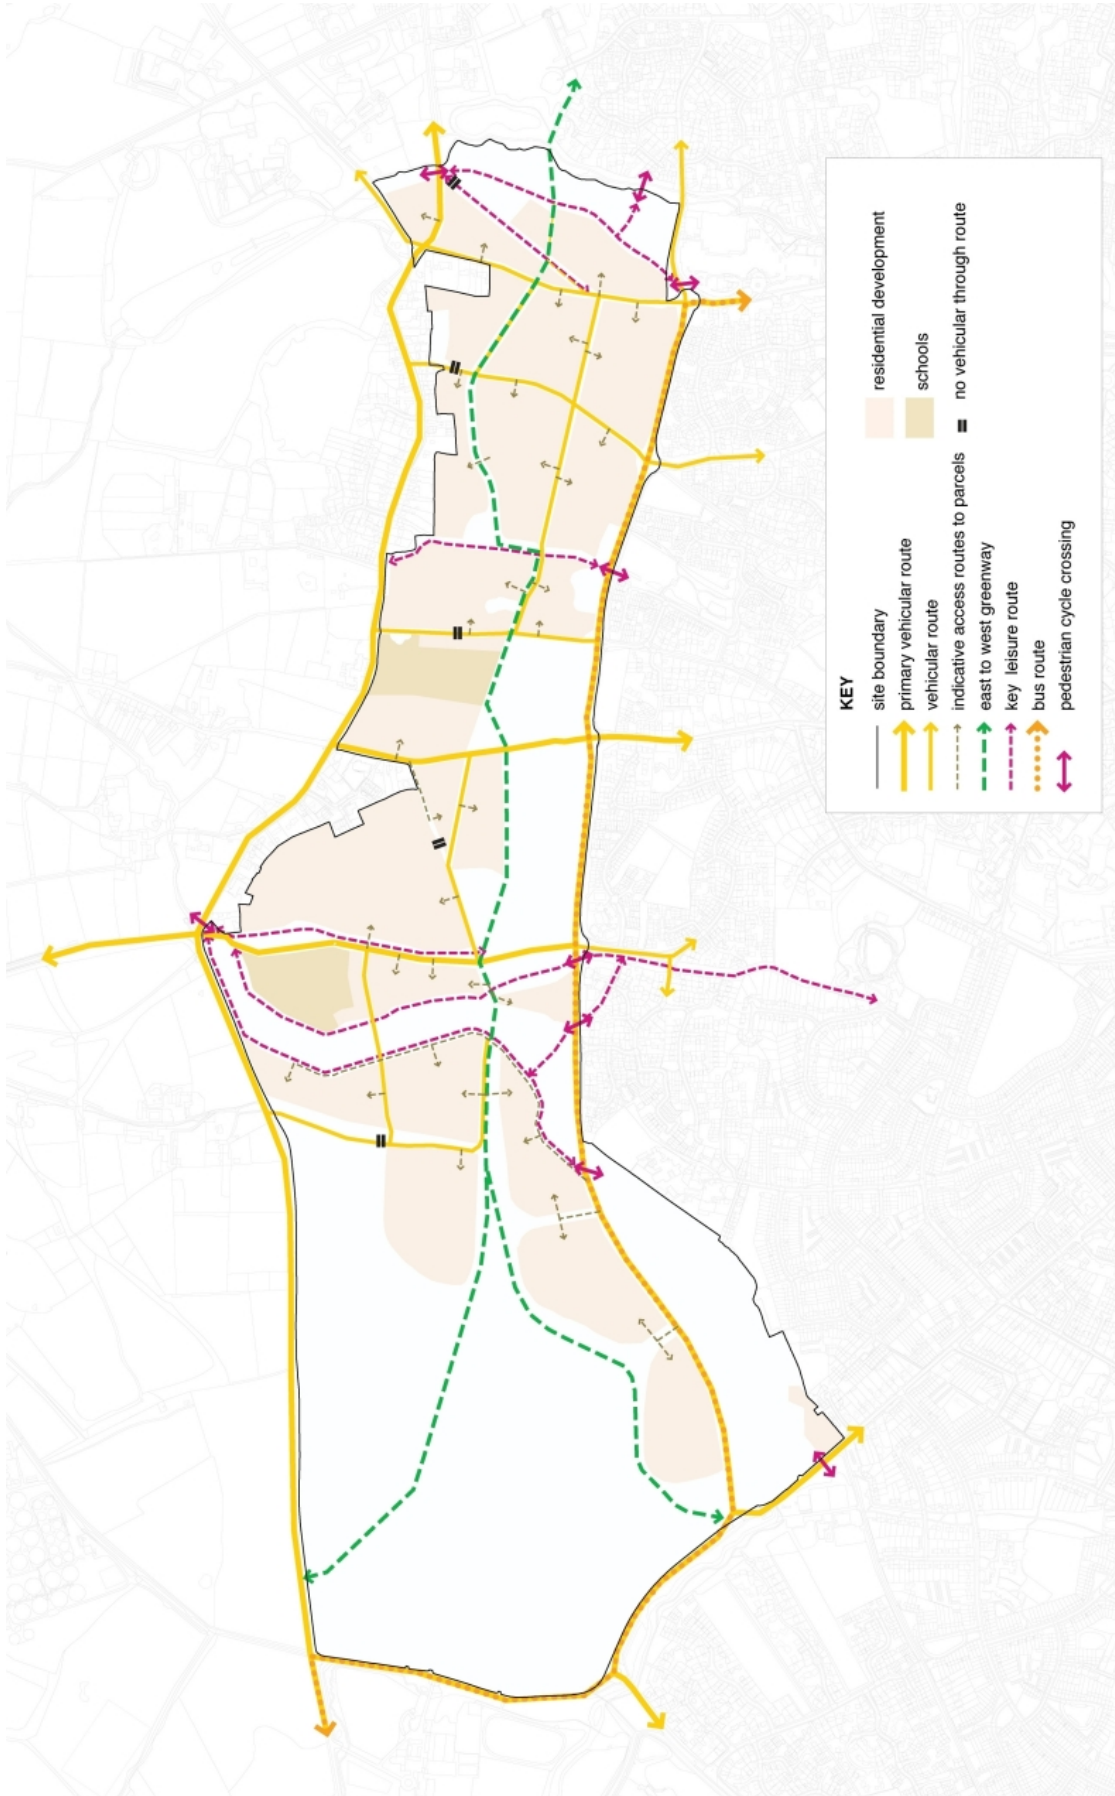 KEY
site boundary
primary vehicular route
vehicular route
indicative access routes to parcels
east to west greenway
key leisure route
bus route
pedestrian cycle crossing
residential development
schools
no vehicular through route